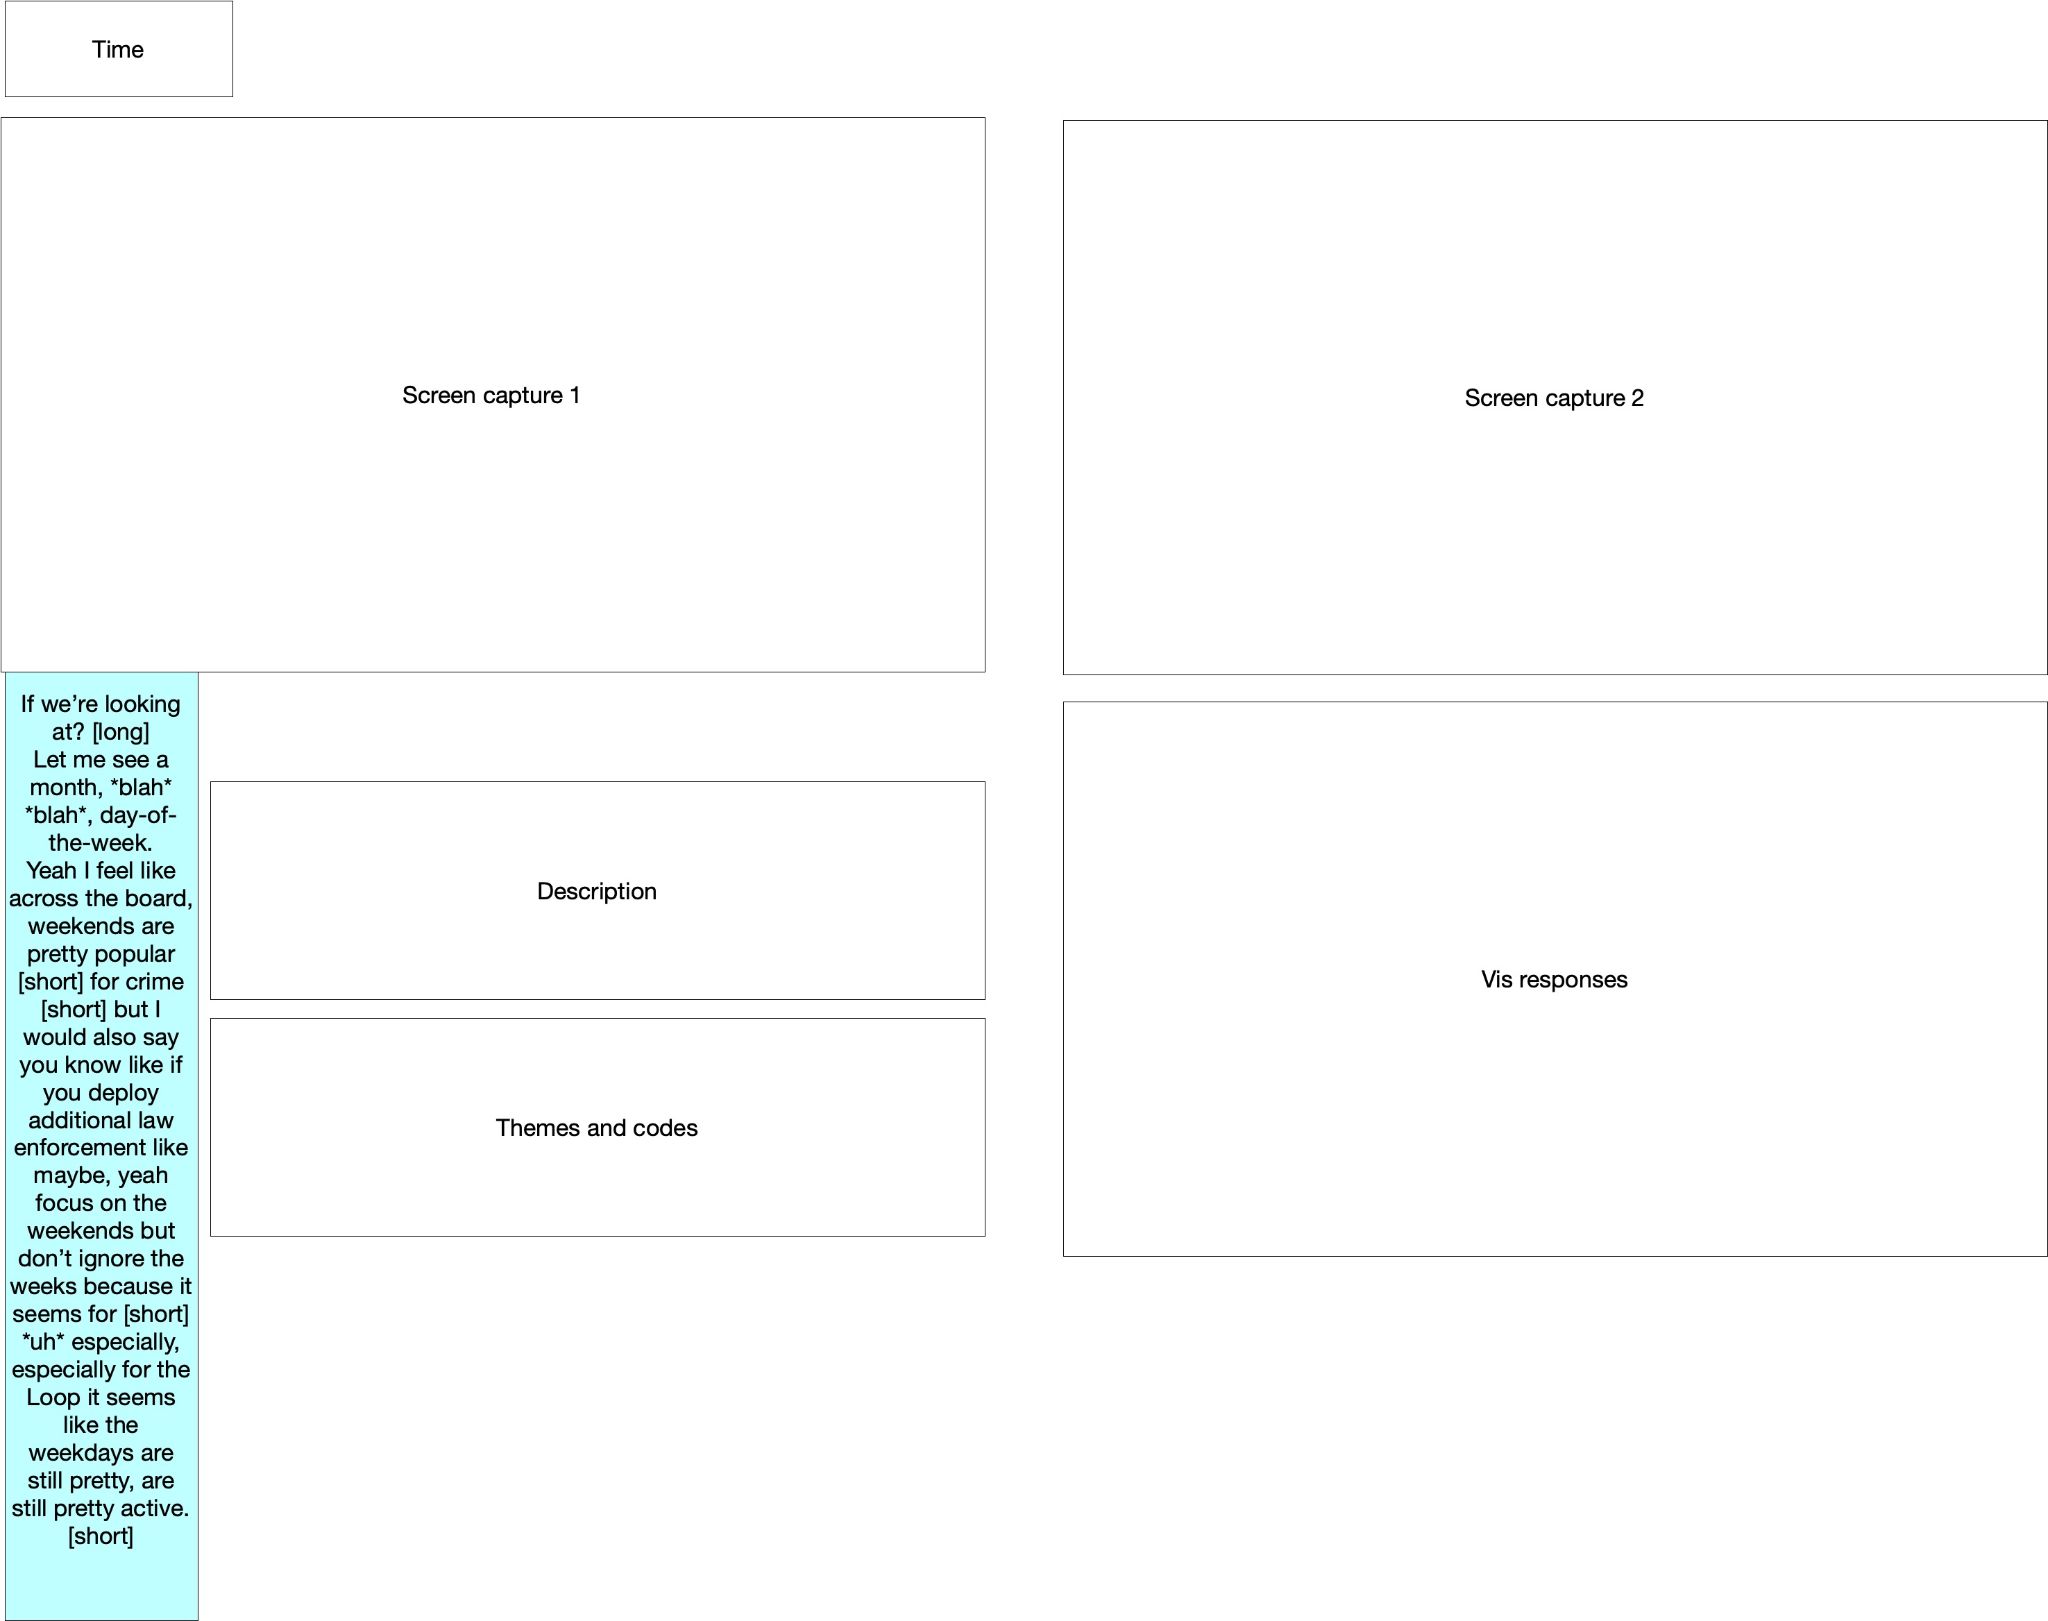 Time
Screen capture 1
Screen capture 2
If we’re looking
at? [long]
Let me see a
month, *blah*
*blah*, day-of-
the-week.
Yeah I feel like
across the board,
weekends are
pretty popular
[short] for crime
[short] but I
would also say
you know like if
you deploy
additional law
enforcement like
maybe, yeah
focus on the
weekends but
don’t ignore the
weeks because it
seems for [short]
*uh* especially,
especially for the
Loop it seems
like the
weekdays are
still pretty, are
still pretty active.
[short]
Description
Themes and codes
Vis responses